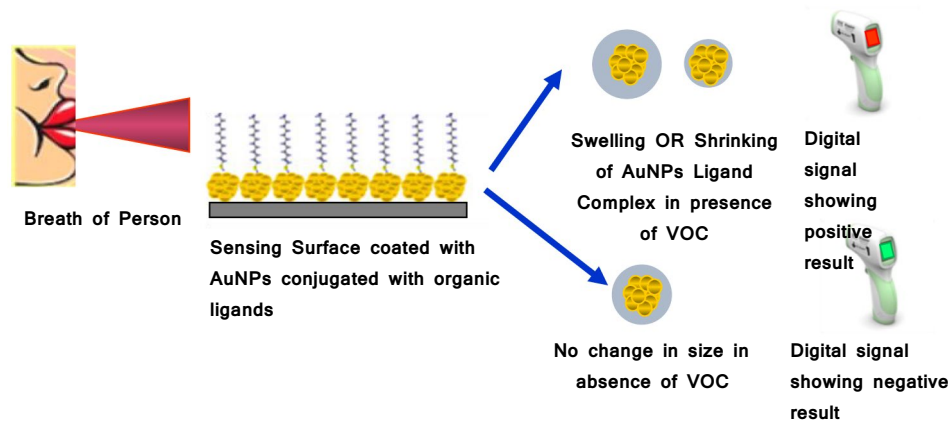 Breath of Person
Sensing Surface coated with
AuNPs conjugated with organic
ligands
Swelling OR Shrinking
of AuNPs Ligand
Complex in presence
of VOC
Digital
signal
showing
positive
result
No change in size in
absence of VOC
Digital signal
showing negative
result